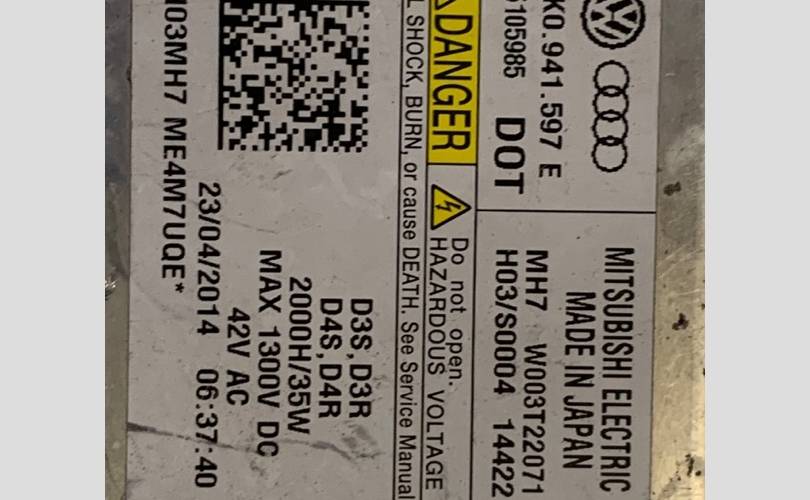 K0.941.597 E
5105985 DOT
MITSUBISHI ELECTRIC
MADE IN JAPAN
MH7 W003T22071
H03/S0004 14422
DANGER
Do not open.
HAZARDOUS VOLTAGE
SHOCK, BURN, or cause DEATH. See Service Manual
D3S,D3R
D4S,D4R
2000H/35W
MAX 1300V DC
42V AC
23/04/2014 06:37:40
03MH7 ME4M7UQE*